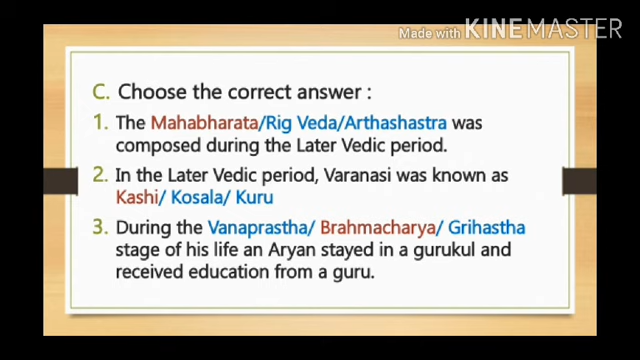 Made with KINEMASTER
C. Choose the correct answer :
1. The Mahabharata/Rig Veda/Arthashastra was
composed during the Later Vedic period.
2. In the Later Vedic period, Varanasi was known as
Kashi/ Kosala/ Kuru
3. During the Vanaprastha/ Brahmacharya/ Grihastha
stage of his life an Aryan stayed in a gurukul and
received education from a guru.